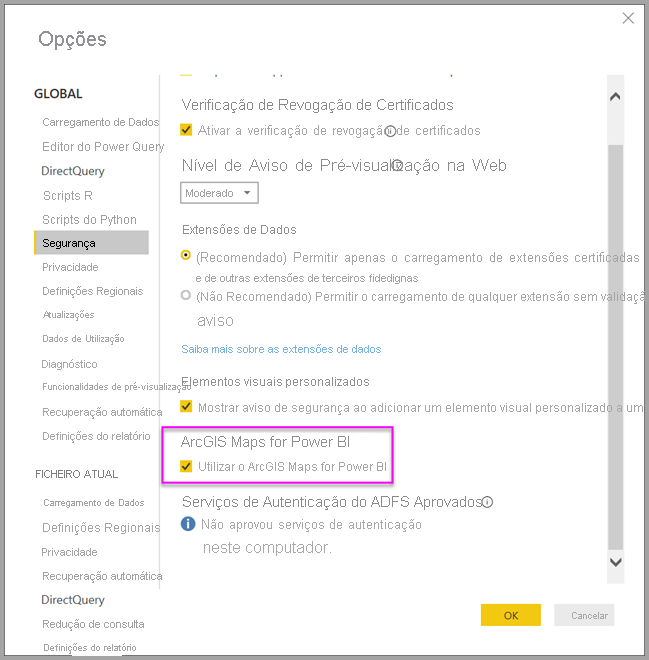 Opções
GLOBAL
Carregamento de Dados
Editor do Power Query
DirectQuery
Scripts R
Scripts do Python
Segurança
Privacidade
Definições Regionais
Atualizações
Dados de Utilização
Diagnóstico
Funcionalidades de pré-visualização
Recuperação automática
Definições do relatório
FICHEIRO ATUAL
Carregamento de Dados
Definições Regionais
Privacidade
Recuperação automática
DirectQuery
Redução de consulta
Definições do relatório
Verificação de Revogação de Certificados
Ativar a verificação de revogação de certificados
Nível de Aviso de Pré-visualização na Web
Moderado
Extensões de Dados
(Recomendado) Permitir apenas o carregamento de extensões certificadas
e de outras extensões de terceiros fidedignas
(Não Recomendado) Permitir o carregamento de qualquer extensão sem validaçã
aviso
Saiba mais sobre as extensões de dados
Elementos visuais personalizados
Mostrar aviso de segurança ao adicionar um elemento visual personalizado a um
ArcGIS Maps for Power BI
Utilizar o ArcGIS Maps for Power BI
Serviços de Autenticação do ADFS Aprovados
Não aprovou serviços de autenticação
neste computador.
OK
Cancelar